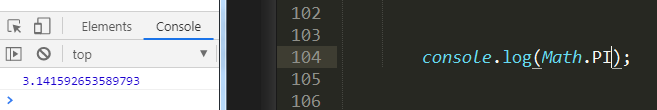 Elements Console
top
3.141592653589793
>
102
103
104 console.log(Math.PI);
105
106